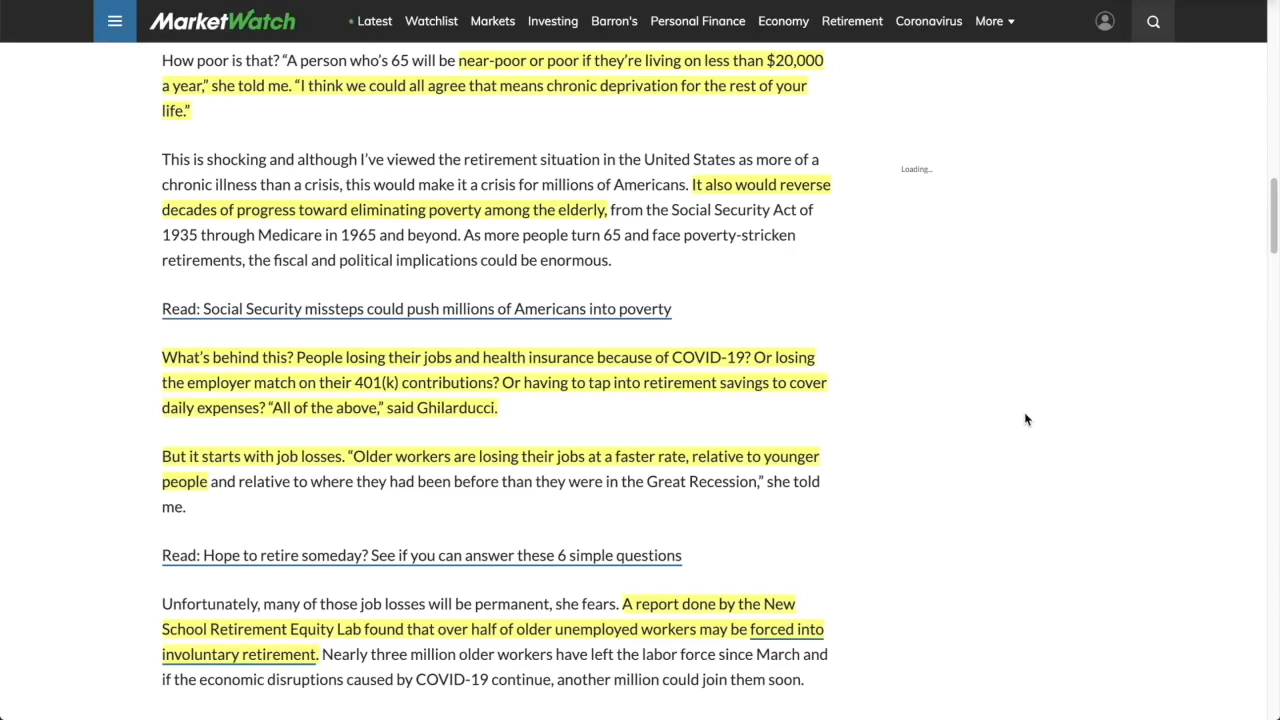 MarketWatch Latest Watchlist Markets Investing Barron's Personal Finance Economy Retirement Coronavirus More
How poor is that? “A person who’s 65 will be near-poor or poor if they’re living on less than $20,000
a year,” she told me. “I think we could all agree that means chronic deprivation for the rest of your
life.”
This is shocking and although I’ve viewed the retirement situation in the United States as more of a
chronic illness than a crisis, this would make it a crisis for millions of Americans. It also would reverse
decades of progress toward eliminating poverty among the elderly, from the Social Security Act of
1935 through Medicare in 1965 and beyond. As more people turn 65 and face poverty-stricken
retirements, the fiscal and political implications could be enormous.
Loading...
Read: Social Security missteps could push millions of Americans into poverty
What’s behind this? People losing their jobs and health insurance because of COVID-19? Or losing
the employer match on their 401(k) contributions? Or having to tap into retirement savings to cover
daily expenses? “All of the above,” said Ghilarducci.
But it starts with job losses. “Older workers are losing their jobs at a faster rate, relative to younger
people and relative to where they had been before than they were in the Great Recession,” she told
me.
Read: Hope to retire someday? See if you can answer these 6 simple questions
Unfortunately, many of those job losses will be permanent, she fears. A report done by the New
School Retirement Equity Lab found that over half of older unemployed workers may be forced into
involuntary retirement. Nearly three million older workers have left the labor force since March and
if the economic disruptions caused by COVID-19 continue, another million could join them soon.